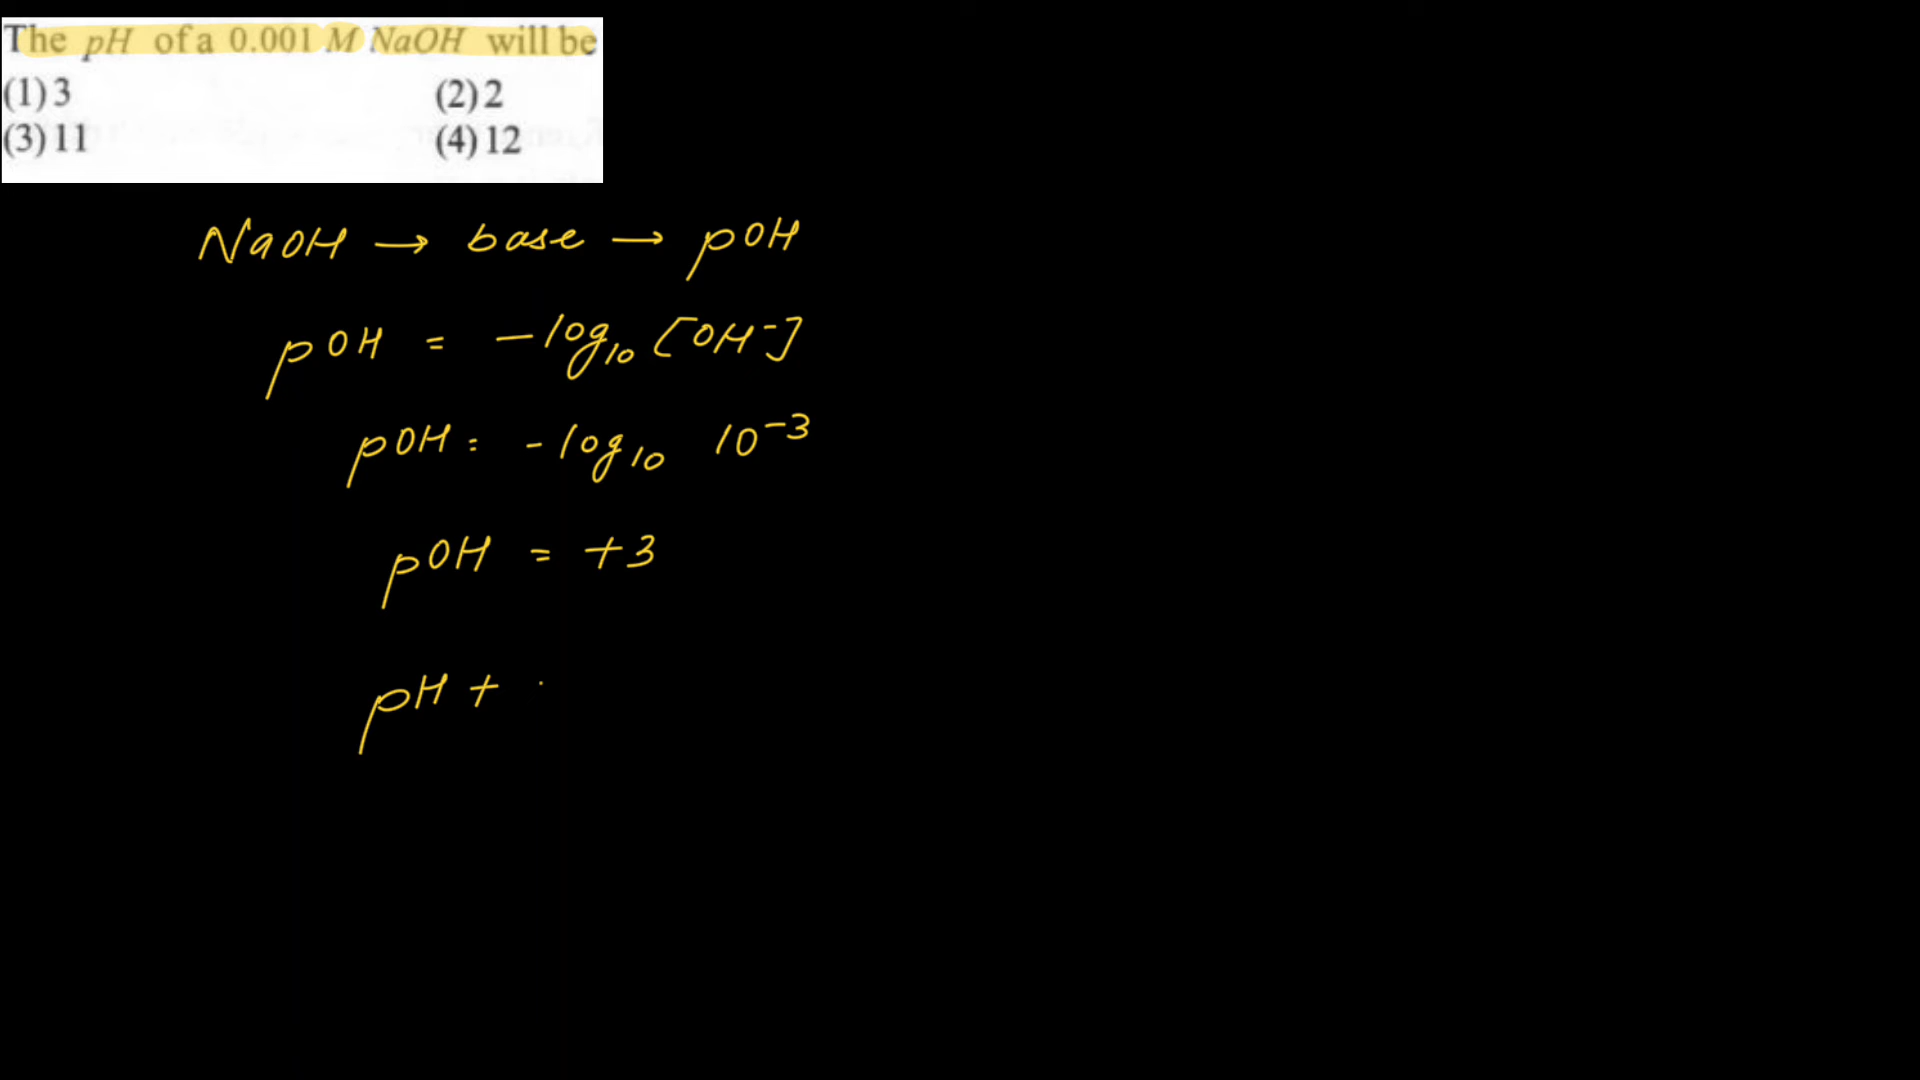 The pH of a 0.001 M NaOH will be
(1) 3 (2) 2
(3) 11 (4) 12
NaOH → base → pOH
pOH = -log₁₀ [OH⁻]
pOH = -log₁₀ 10⁻³
pOH = +3
pH +